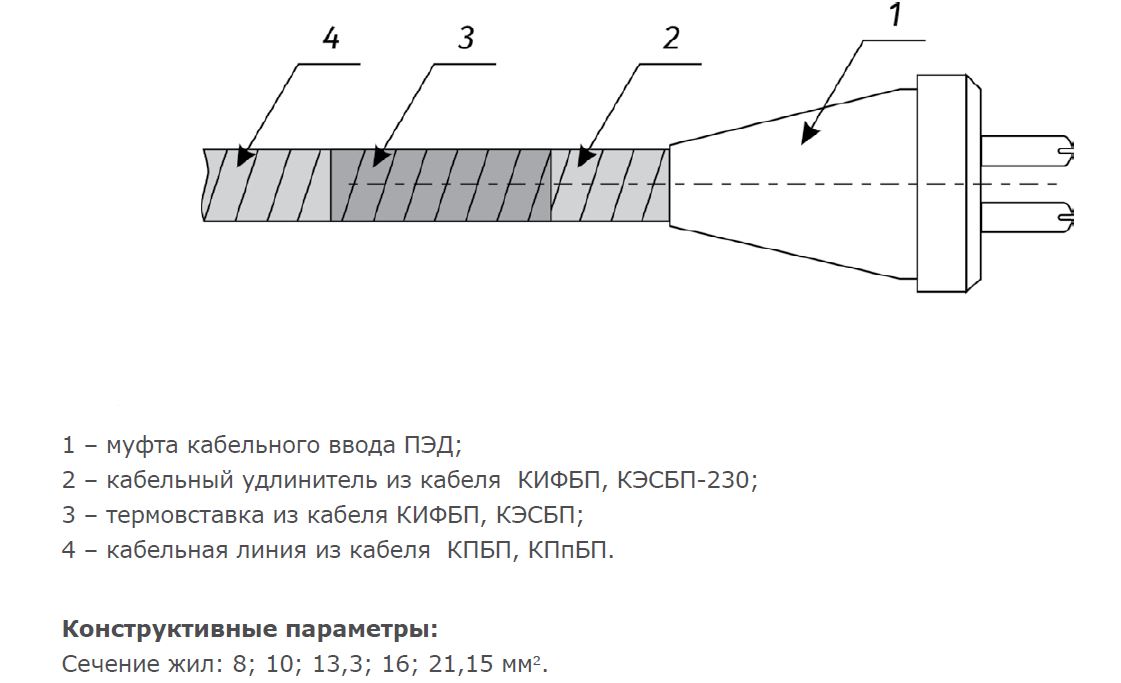 4 3 2 1
1 – муфта кабельного ввода ПЭД;
2 – кабельный удлинитель из кабеля КИФБП, КЭСБП-230;
3 – термовставка из кабеля КИФБП, КЭСБП;
4 – кабельная линия из кабеля КПБП, КПпБП.
Конструктивные параметры:
Сечение жил: 8; 10; 13,3; 16; 21,15 мм².